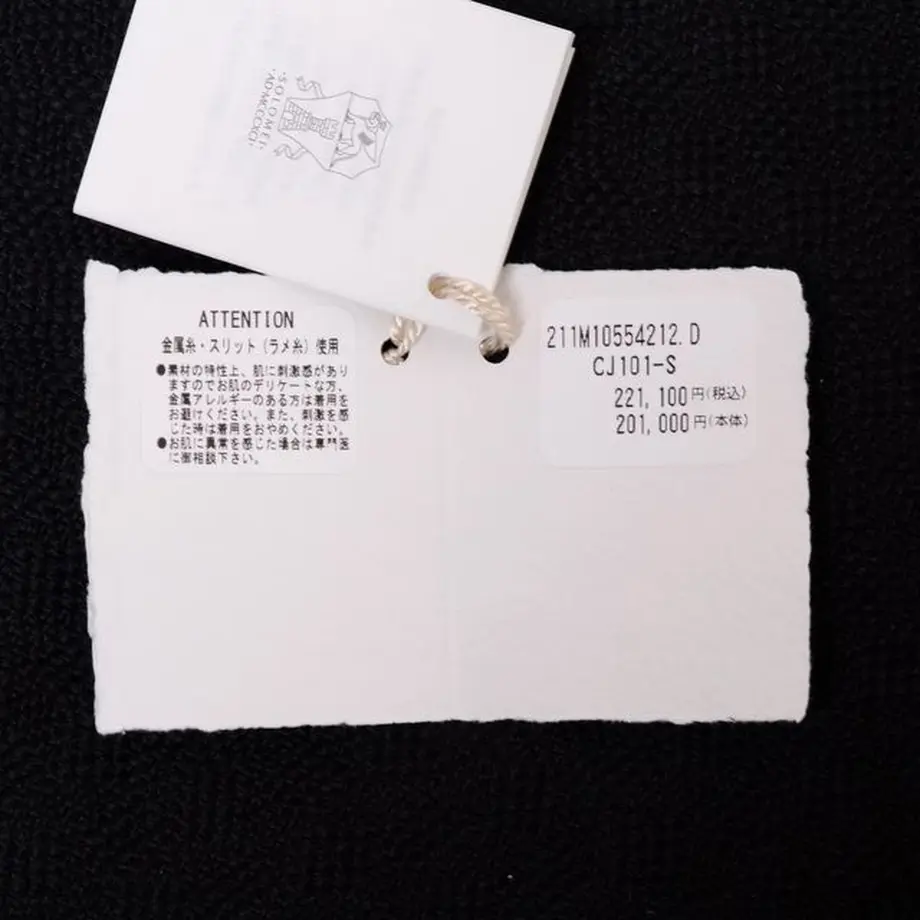 ·SOLOMEI·
·AD·MCCCXCI·
ATTENTION
金属糸・スリット（ラメ糸）使用
●素材の特性上、肌に刺激感があり
ますのでお肌のデリケートな方、
金属アレルギーのある方は着用を
お避けください。また、刺激を感
じた時は着用をおやめください。
●お肌に異常を感じた場合は専門医
に御相談下さい。
211M10554212.D
CJ101-S
221,100円(税込)
201,000円(本体)